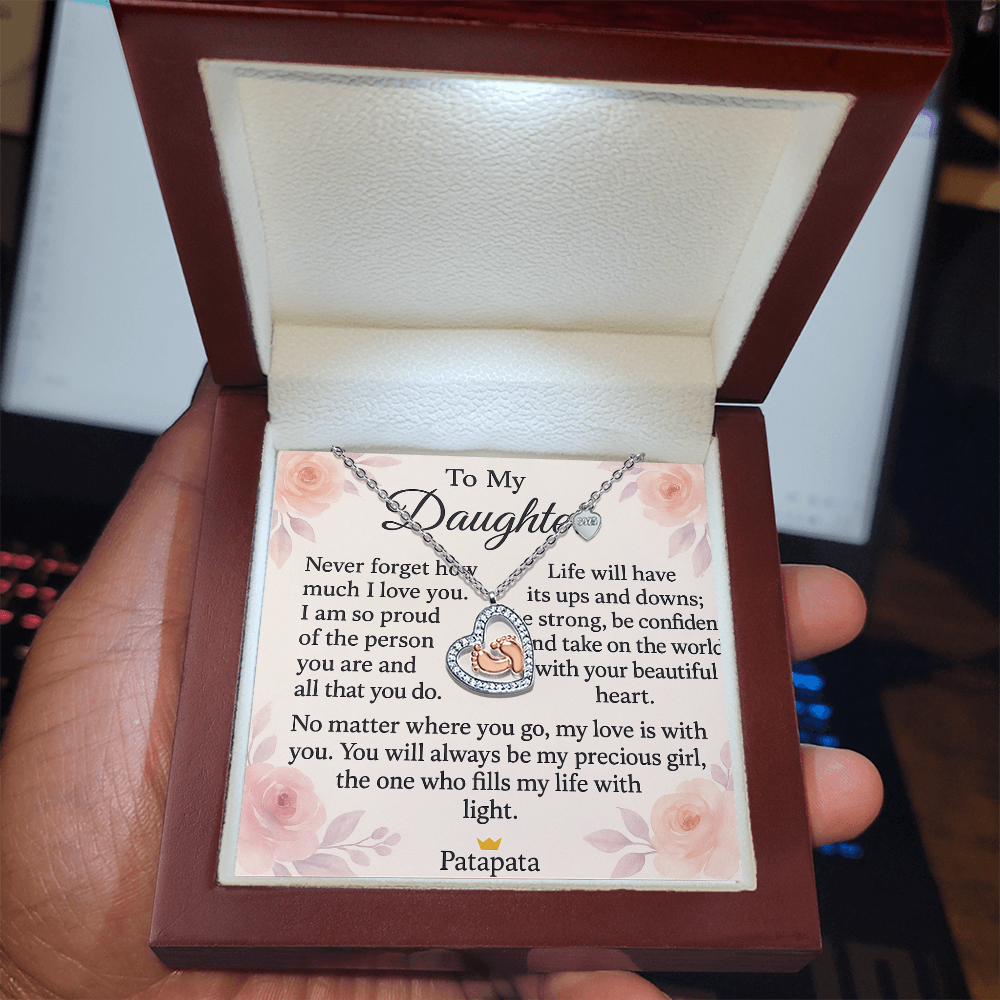 To My
Daughte
Never forget how
much I love you.
I am so proud
of the person
you are and
all that you do.
Life will have
its ups and downs;
e strong, be confiden
nd take on the world
with your beautiful
heart.
No matter where you go, my love is with
you. You will always be my precious girl,
the one who fills my life with
light.
Patapata